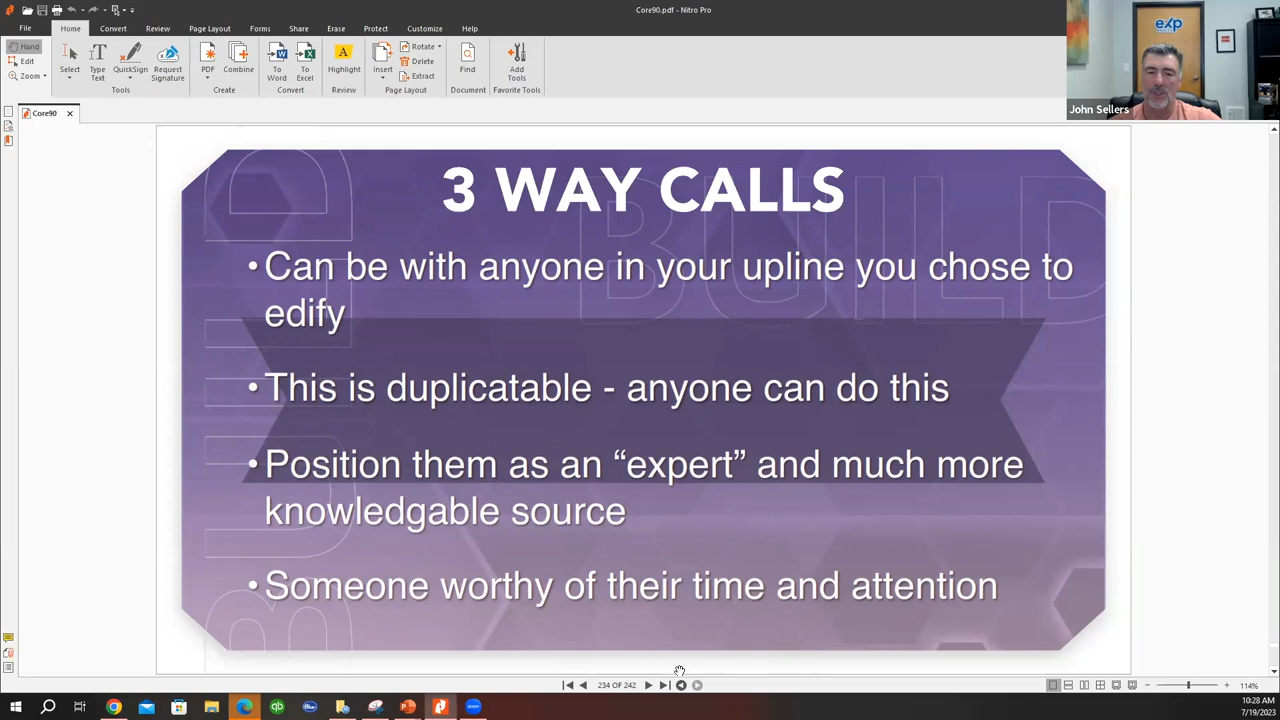 Core90.pdf - Nitro Pro
File Home Convert Review Page Layout Forms Share Erase Protect Customize Help
Hand
Edit
Zoom
Select
Type Text
QuickSign
Request Signature
PDF
Combine
To Word
To Excel
Highlight
Insert
Rotate
Delete
Extract
Find
Add Tools
Tools Create Convert Review Page Layout Document Favorite Tools
exp
John Sellers
Core90
BUILD
BUILD
3 WAY CALLS
• Can be with anyone in your upline you chose to
edify
• This is duplicatable - anyone can do this
• Position them as an “expert” and much more
knowledgable source
• Someone worthy of their time and attention
234 OF 242
114%
10:28 AM
7/19/2023